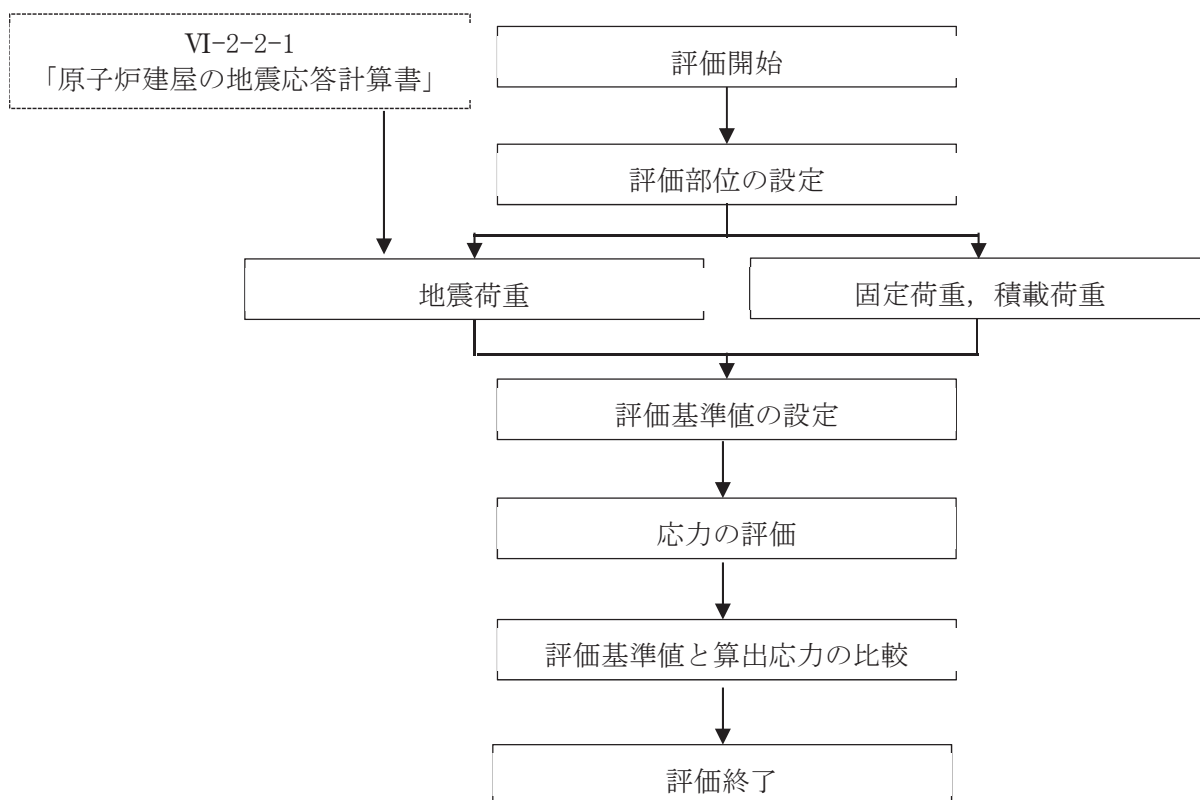 Ⅵ-2-2-1
「原子炉建屋の地震応答計算書」
評価開始
評価部位の設定
地震荷重
固定荷重，積載荷重
評価基準値の設定
応力の評価
評価基準値と算出応力の比較
評価終了